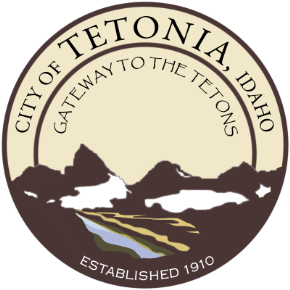 CITY OF TETONIA, IDAHO
GATEWAY TO THE TETONS
ESTABLISHED 1910